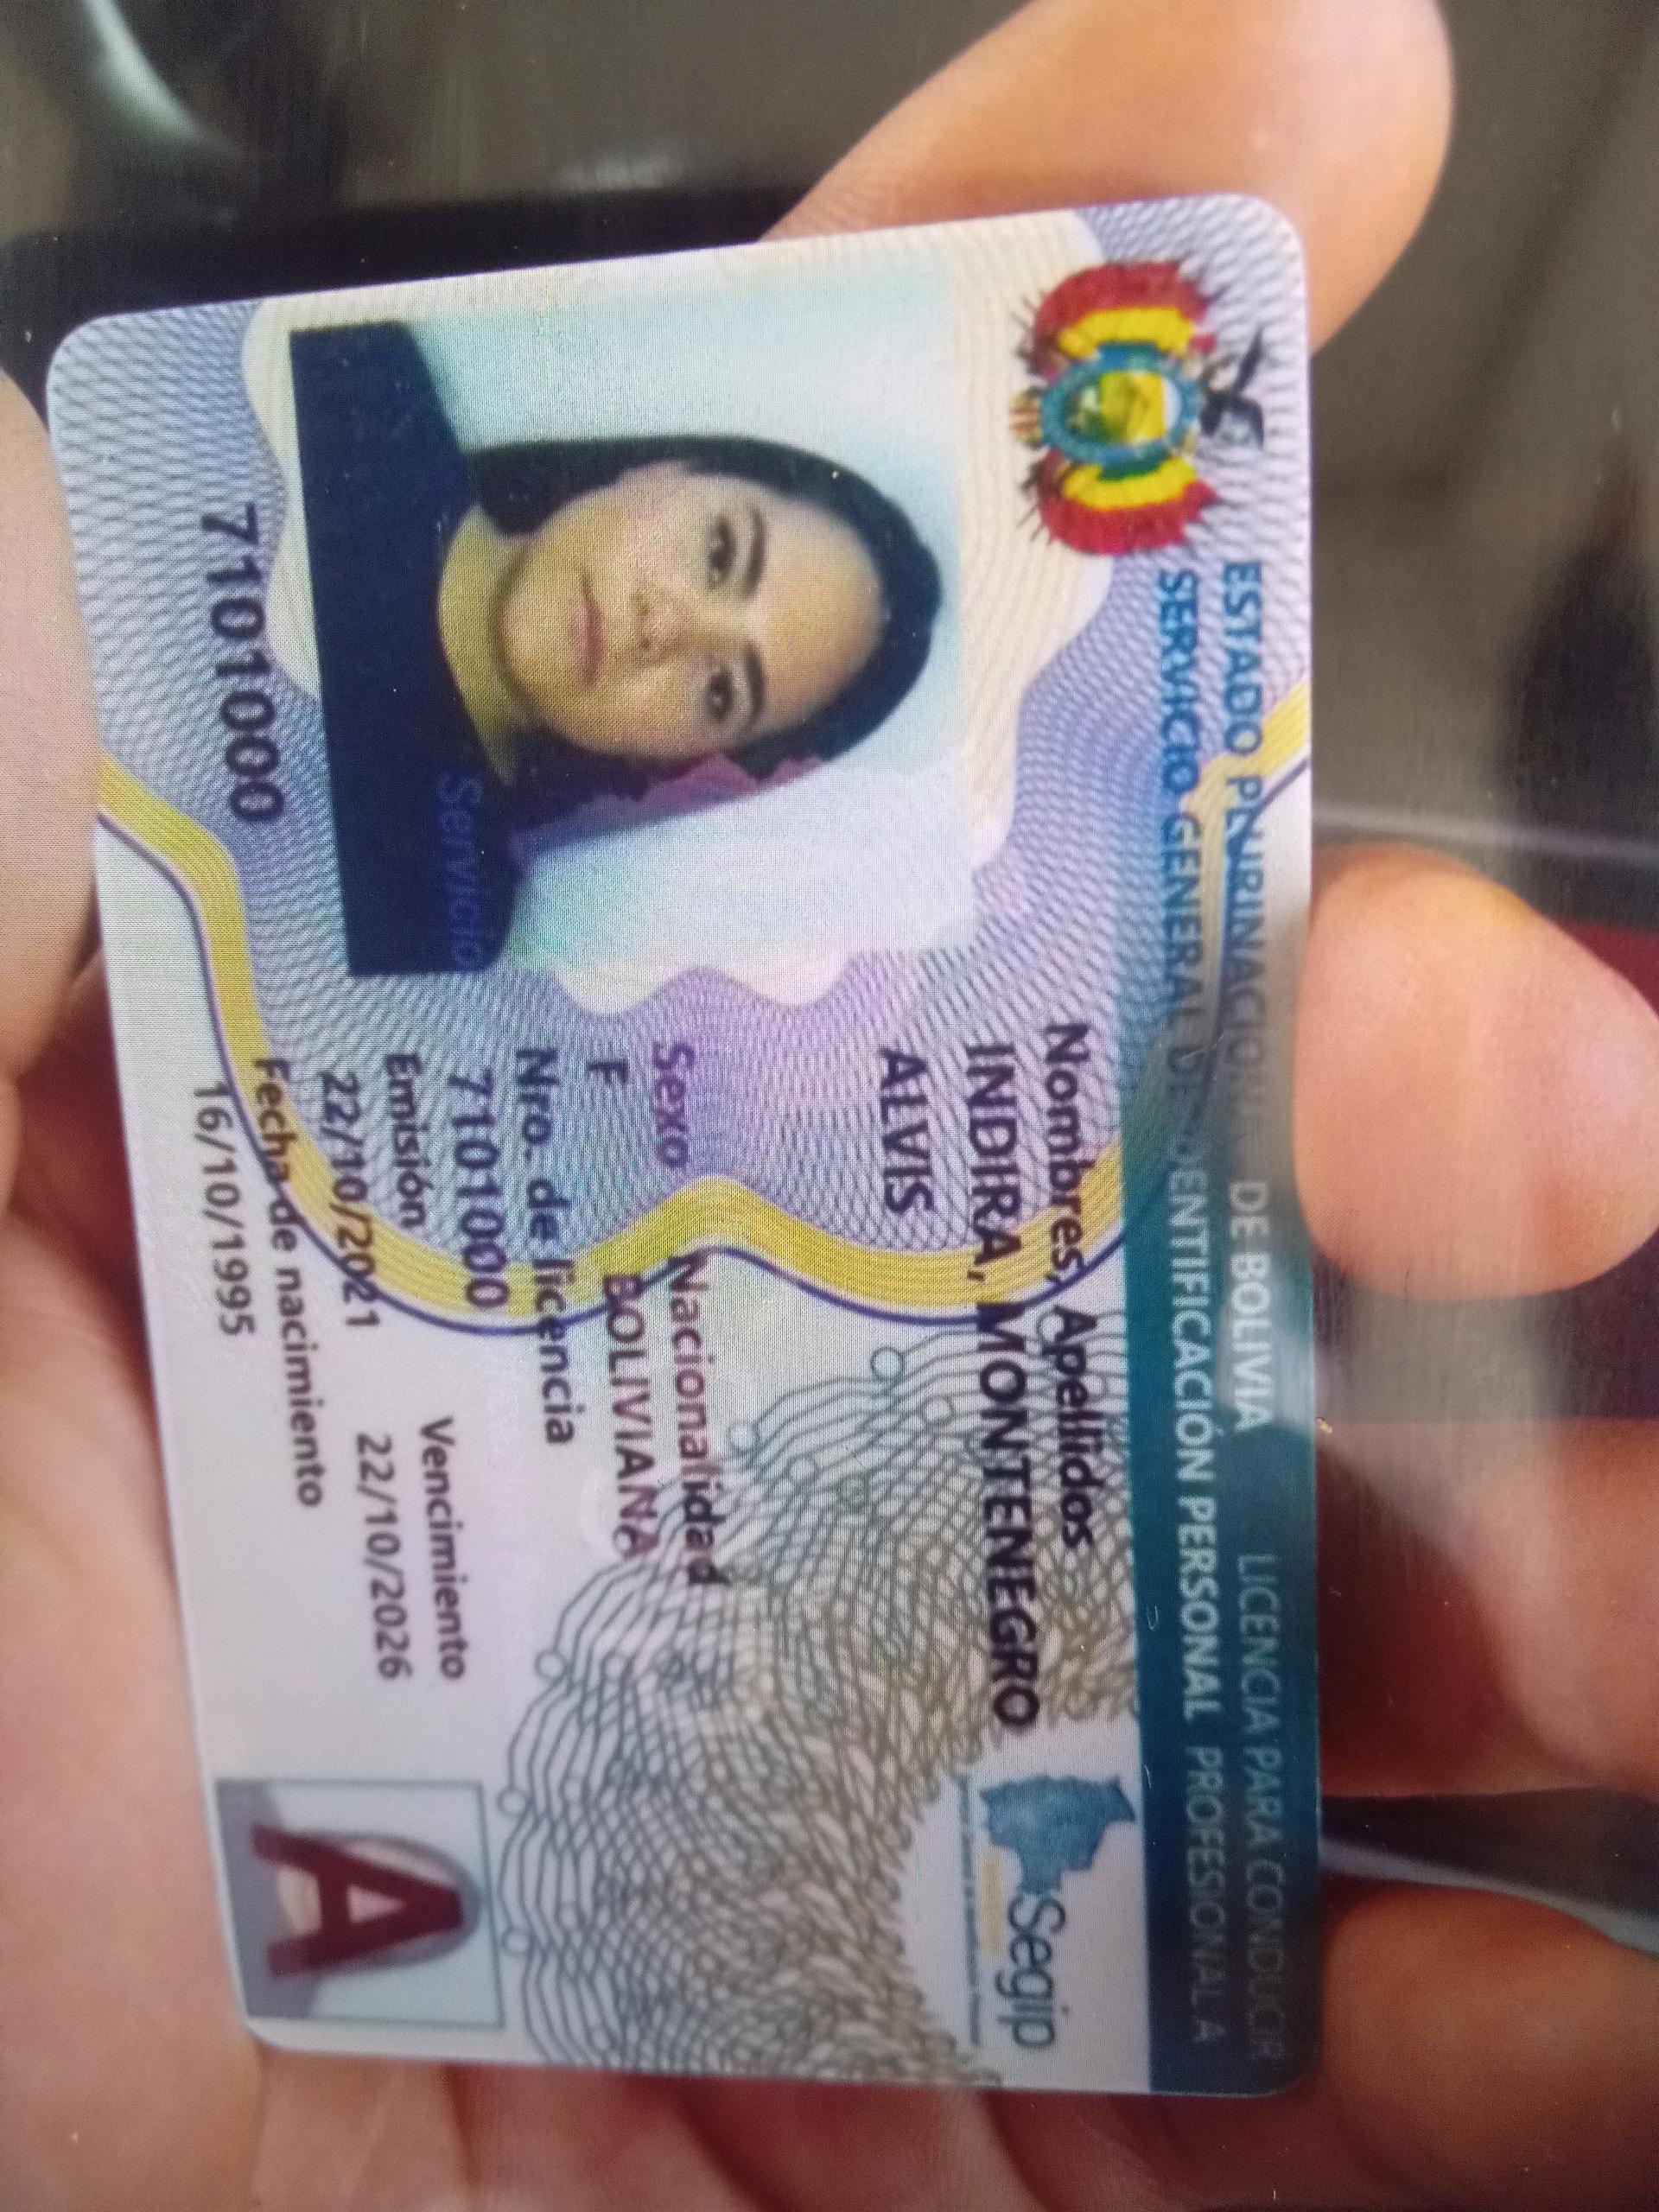 ESTADO PLURINACIONAL DE BOLIVIA LICENCIA PARA CONDUCIR
SERVICIO GENERAL DE IDENTIFICACIÓN PERSONAL PROFESIONAL A
Segip
Nombres, Apellidos
INDIRA, MONTENEGRO
ALVIS
Sexo Nacionalidad
F BOLIVIANA
Nro. de licencia
7101000
Emisión Vencimiento
22/10/2021 22/10/2026
Fecha de nacimiento
16/10/1995
Servicio
7101000
A